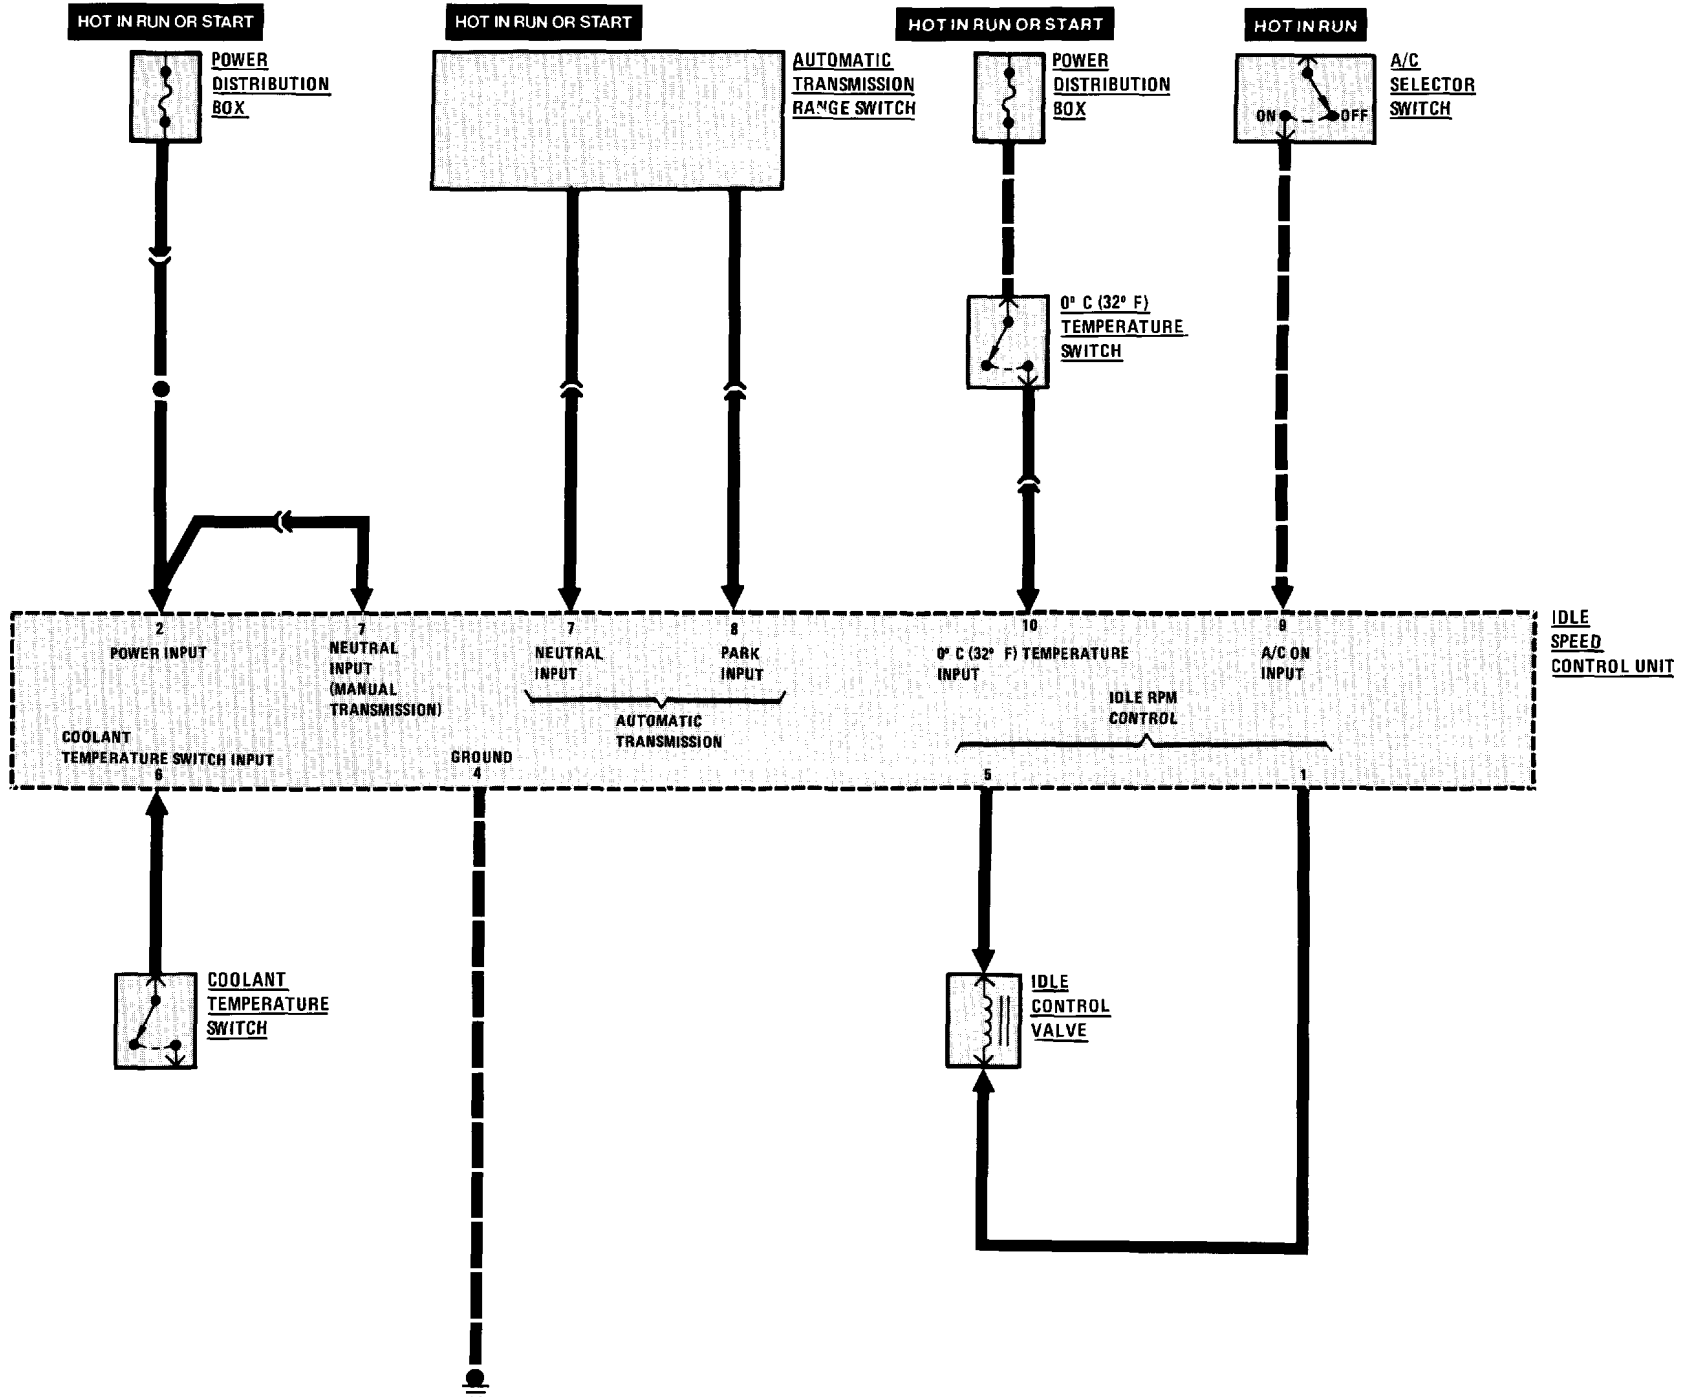 HOT IN RUN OR START
HOT IN RUN OR START
HOT IN RUN OR START
HOT IN RUN
POWER
DISTRIBUTION
BOX
AUTOMATIC
TRANSMISSION
RANGE SWITCH
POWER
DISTRIBUTION
BOX
ON
OFF
A/C
SELECTOR
SWITCH
0° C (32° F)
TEMPERATURE
SWITCH
2
POWER INPUT
7
NEUTRAL
INPUT
(MANUAL
TRANSMISSION)
7
NEUTRAL
INPUT
8
PARK
INPUT
AUTOMATIC
TRANSMISSION
10
0° C (32° F) TEMPERATURE
INPUT
9
A/C ON
INPUT
IDLE RPM
CONTROL
IDLE
SPEED
CONTROL UNIT
COOLANT
TEMPERATURE SWITCH INPUT
6
GROUND
4
5
1
COOLANT
TEMPERATURE
SWITCH
IDLE
CONTROL
VALVE